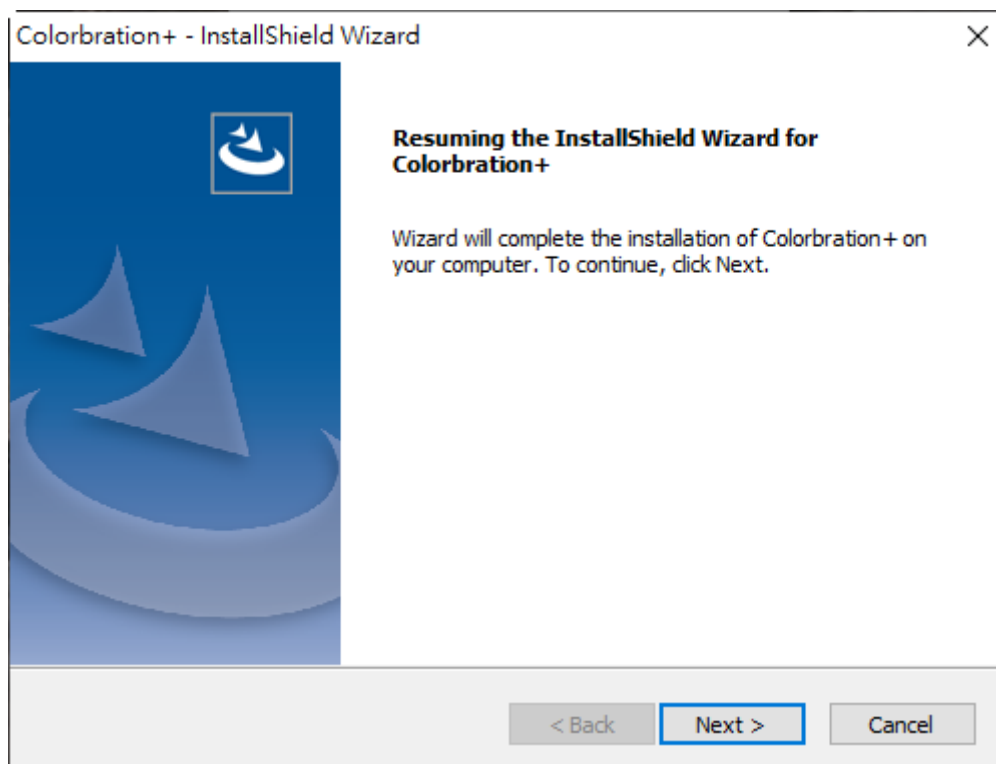 Colorbration+ - InstallShield Wizard
Resuming the InstallShield Wizard for
Colorbration+
Wizard will complete the installation of Colorbration+ on
your computer. To continue, click Next.
< Back
Next >
Cancel